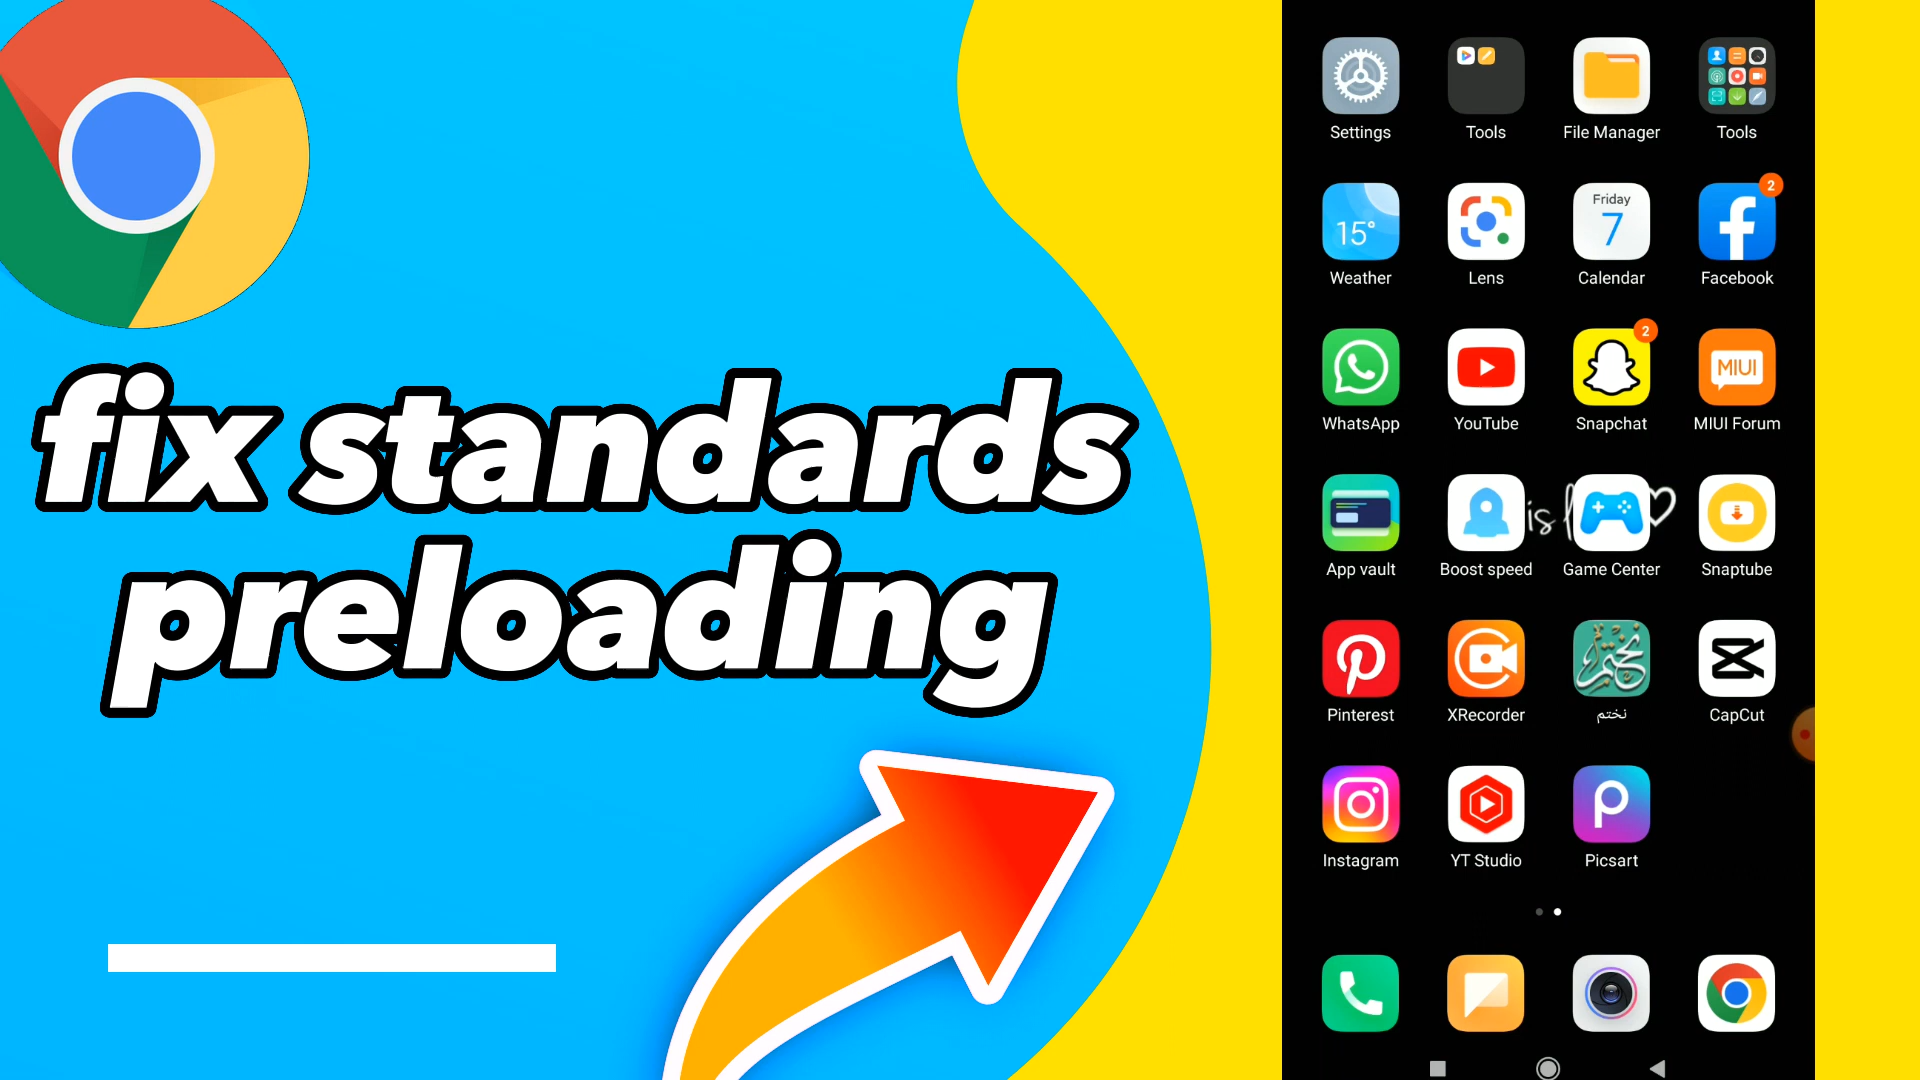 fix standards
preloading
Settings
Tools
File Manager
Tools
15°
Friday
7
2
Weather
Lens
Calendar
Facebook
2
MIUI
WhatsApp
YouTube
Snapchat
MIUI Forum
is
App vault
Boost speed
Game Center
Snaptube
نختم
Pinterest
XRecorder
نختم
CapCut
Instagram
YT Studio
Picsart